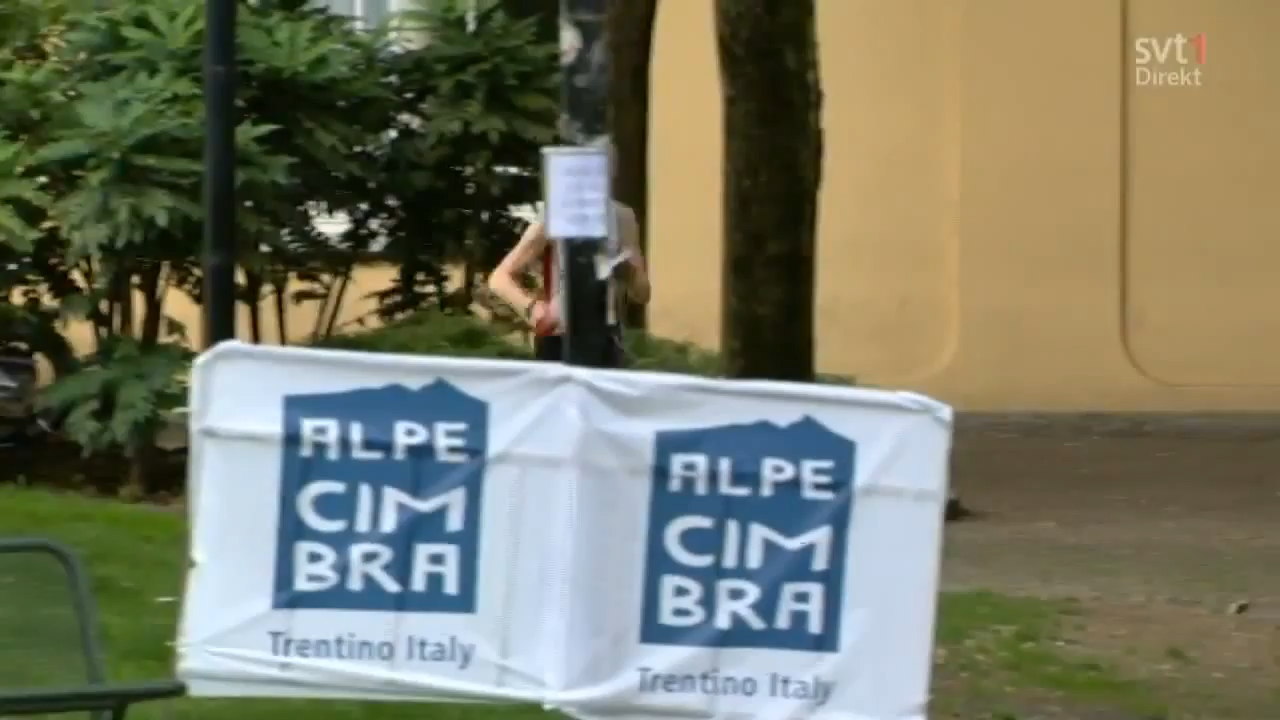 svt1
Direkt
ALPE
CIM
BRA
Trentino Italy
ALPE
CIM
BRA
Trentino Italy